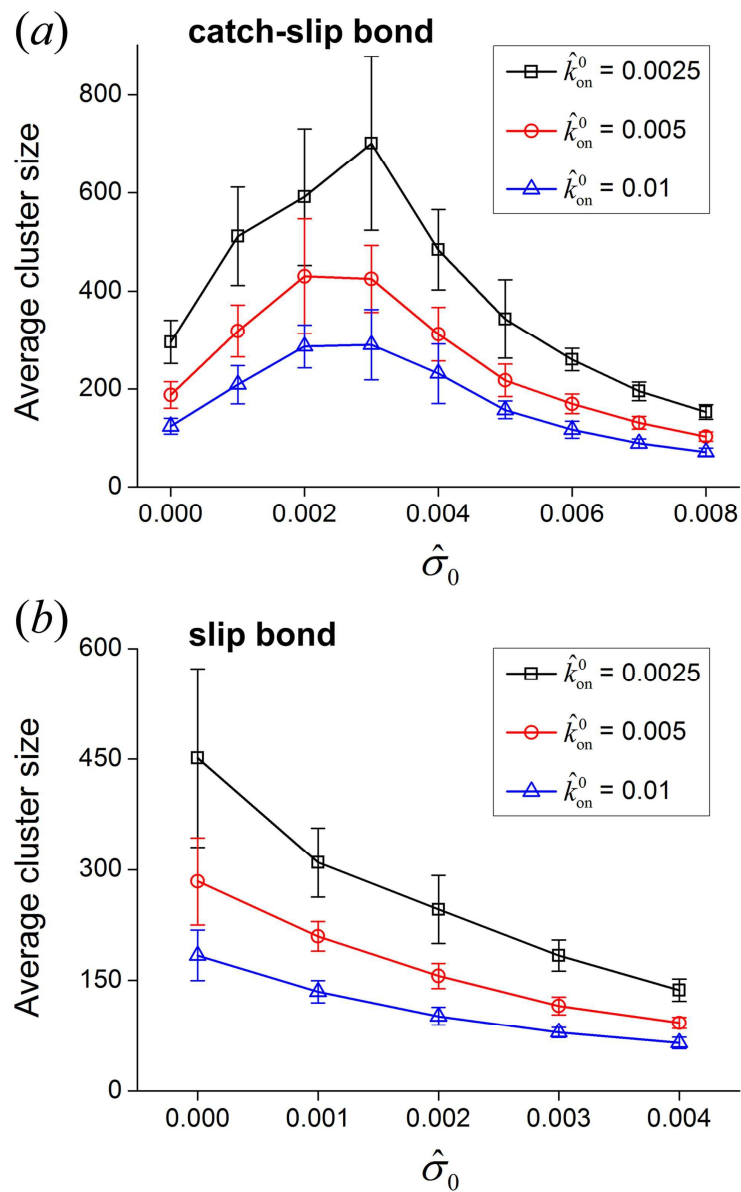 (a)
catch-slip bond
k̂⁰on = 0.0025
k̂⁰on = 0.005
k̂⁰on = 0.01
Average cluster size
800
600
400
200
0
0.000 0.002 0.004 0.006 0.008
σ̂₀
(b)
slip bond
k̂⁰on = 0.0025
k̂⁰on = 0.005
k̂⁰on = 0.01
Average cluster size
600
450
300
150
0
0.000 0.001 0.002 0.003 0.004
σ̂₀